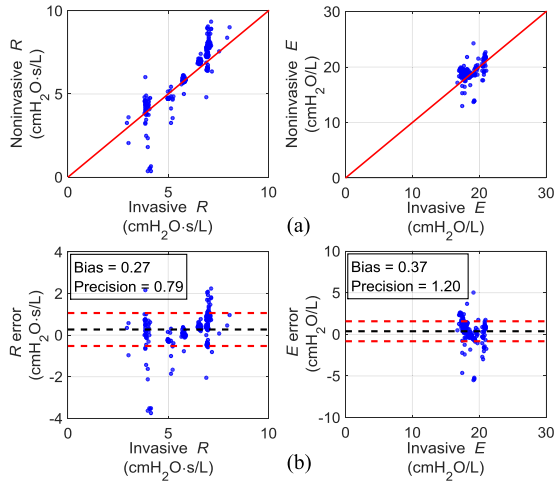 Noninvasive R
(cmH2O·s/L)
10
5
0
0
5
10
Invasive R
(cmH2O·s/L)
Noninvasive E
(cmH2O/L)
30
20
10
0
0
10
20
30
Invasive E
(cmH2O/L)
(a)
R error
(cmH2O·s/L)
4
2
0
-2
-4
Bias = 0.27
Precision = 0.79
0
5
10
Invasive R
(cmH2O·s/L)
E error
(cmH2O/L)
10
5
0
-5
-10
Bias = 0.37
Precision = 1.20
0
10
20
30
Invasive E
(cmH2O/L)
(b)